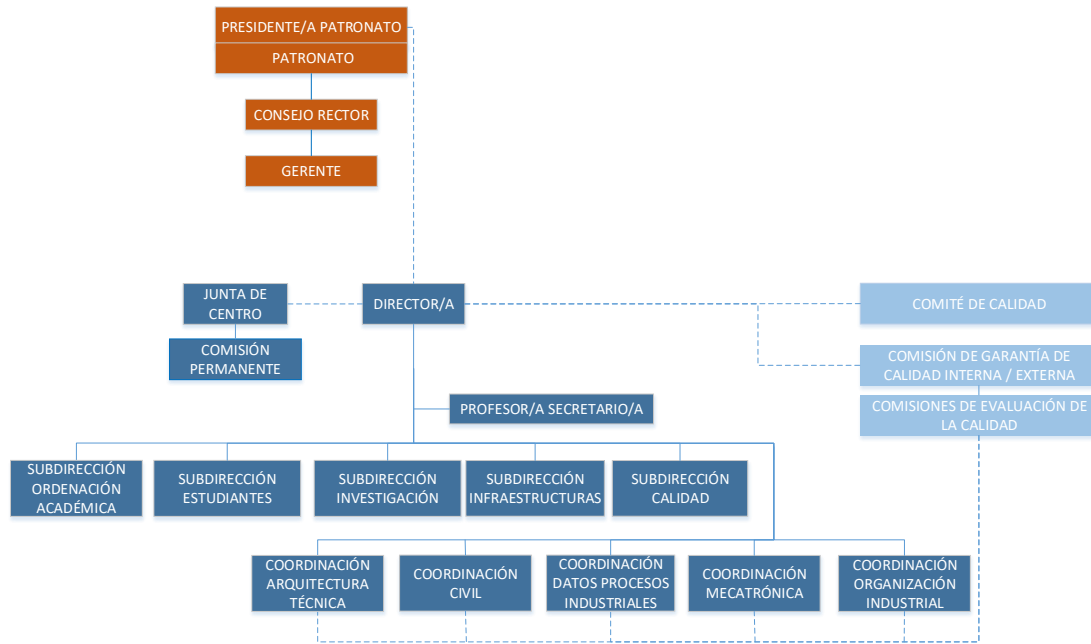 PRESIDENTE/A PATRONATO
PATRONATO
CONSEJO RECTOR
GERENTE
JUNTA DE
CENTRO
DIRECTOR/A
COMITÉ DE CALIDAD
COMISIÓN
PERMANENTE
COMISIÓN DE GARANTÍA DE
CALIDAD INTERNA / EXTERNA
PROFESOR/A SECRETARIO/A
COMISIONES DE EVALUACIÓN DE
LA CALIDAD
SUBDIRECCIÓN
ORDENACIÓN
ACADÉMICA
SUBDIRECCIÓN
ESTUDIANTES
SUBDIRECCIÓN
INVESTIGACIÓN
SUBDIRECCIÓN
INFRAESTRUCTURAS
SUBDIRECCIÓN
CALIDAD
COORDINACIÓN
ARQUITECTURA
TÉCNICA
COORDINACIÓN
CIVIL
COORDINACIÓN
DATOS PROCESOS
INDUSTRIALES
COORDINACIÓN
MECATRÓNICA
COORDINACIÓN
ORGANIZACIÓN
INDUSTRIAL